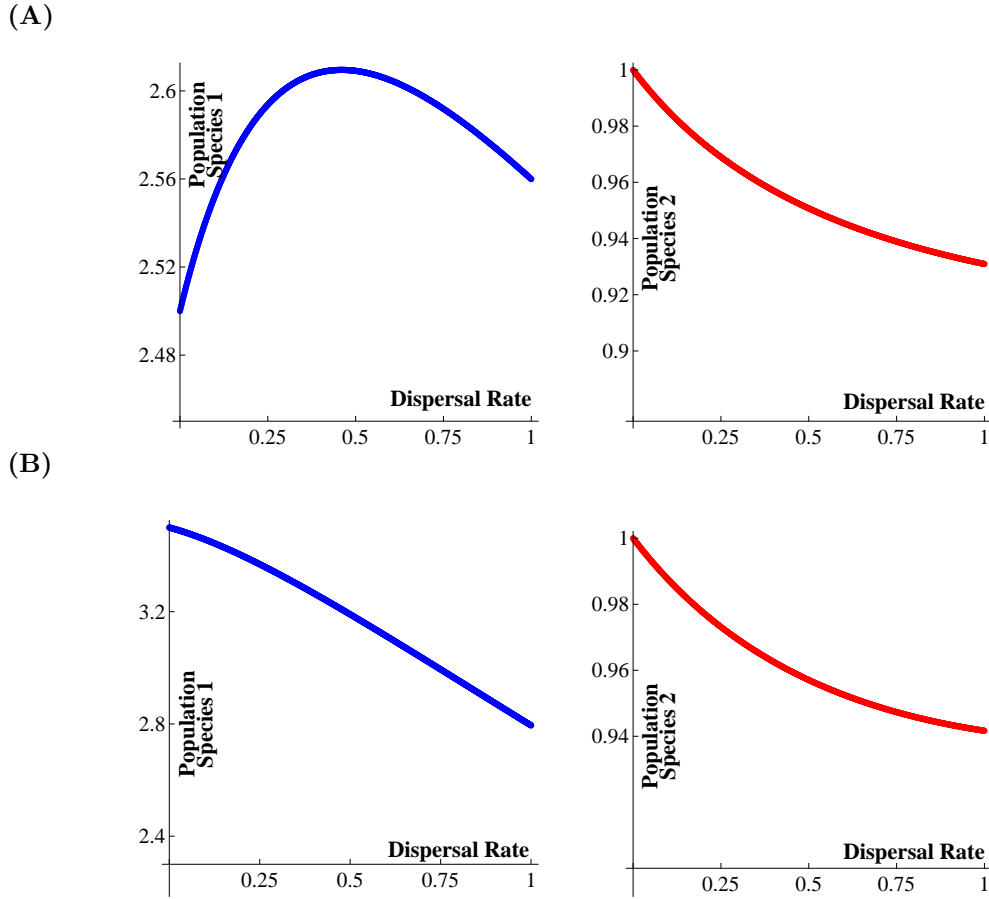 (A)
2.6
2.56
2.52
2.48
Population
Species 1
Dispersal Rate
0.25 0.5 0.75 1
1
0.98
0.96
0.94
0.92
0.9
Population
Species 2
Dispersal Rate
0.25 0.5 0.75 1
(B)
3.2
2.8
2.4
Population
Species 1
Dispersal Rate
0.25 0.5 0.75 1
1
0.98
0.96
0.94
Population
Species 2
Dispersal Rate
0.25 0.5 0.75 1